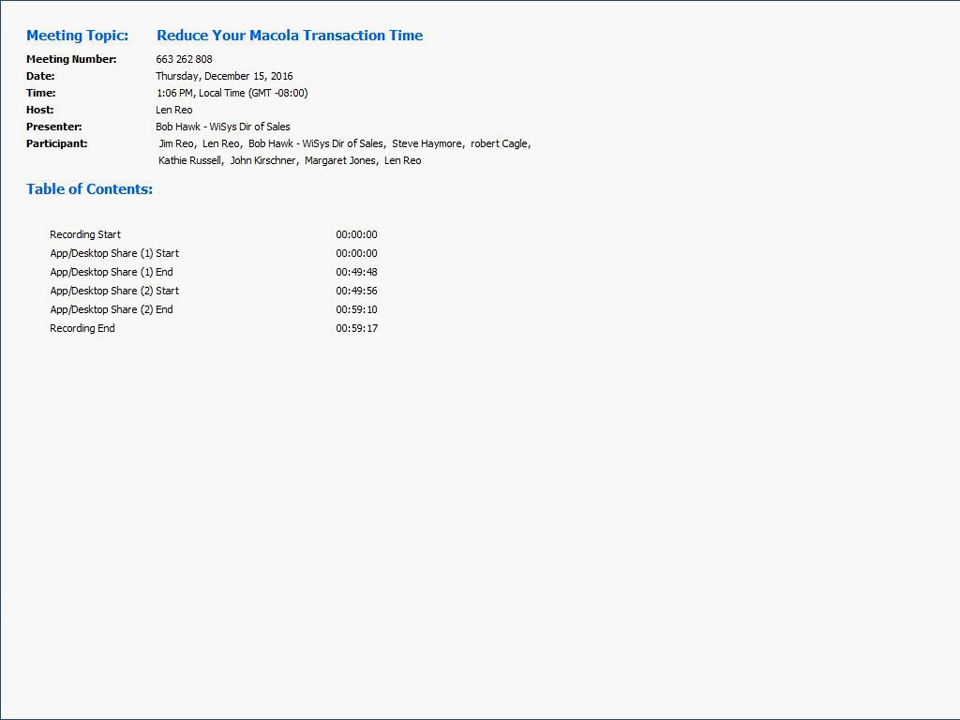 Meeting Topic: Reduce Your Macola Transaction Time
Meeting Number: 663 262 808
Date: Thursday, December 15, 2016
Time: 1:06 PM, Local Time (GMT -08:00)
Host: Len Reo
Presenter: Bob Hawk - WiSys Dir of Sales
Participant: Jim Reo, Len Reo, Bob Hawk - WiSys Dir of Sales, Steve Haymore, robert Cagle,
Kathie Russell, John Kirschner, Margaret Jones, Len Reo
Table of Contents:
Recording Start 00:00:00
App/Desktop Share (1) Start 00:00:00
App/Desktop Share (1) End 00:49:48
App/Desktop Share (2) Start 00:49:56
App/Desktop Share (2) End 00:59:10
Recording End 00:59:17